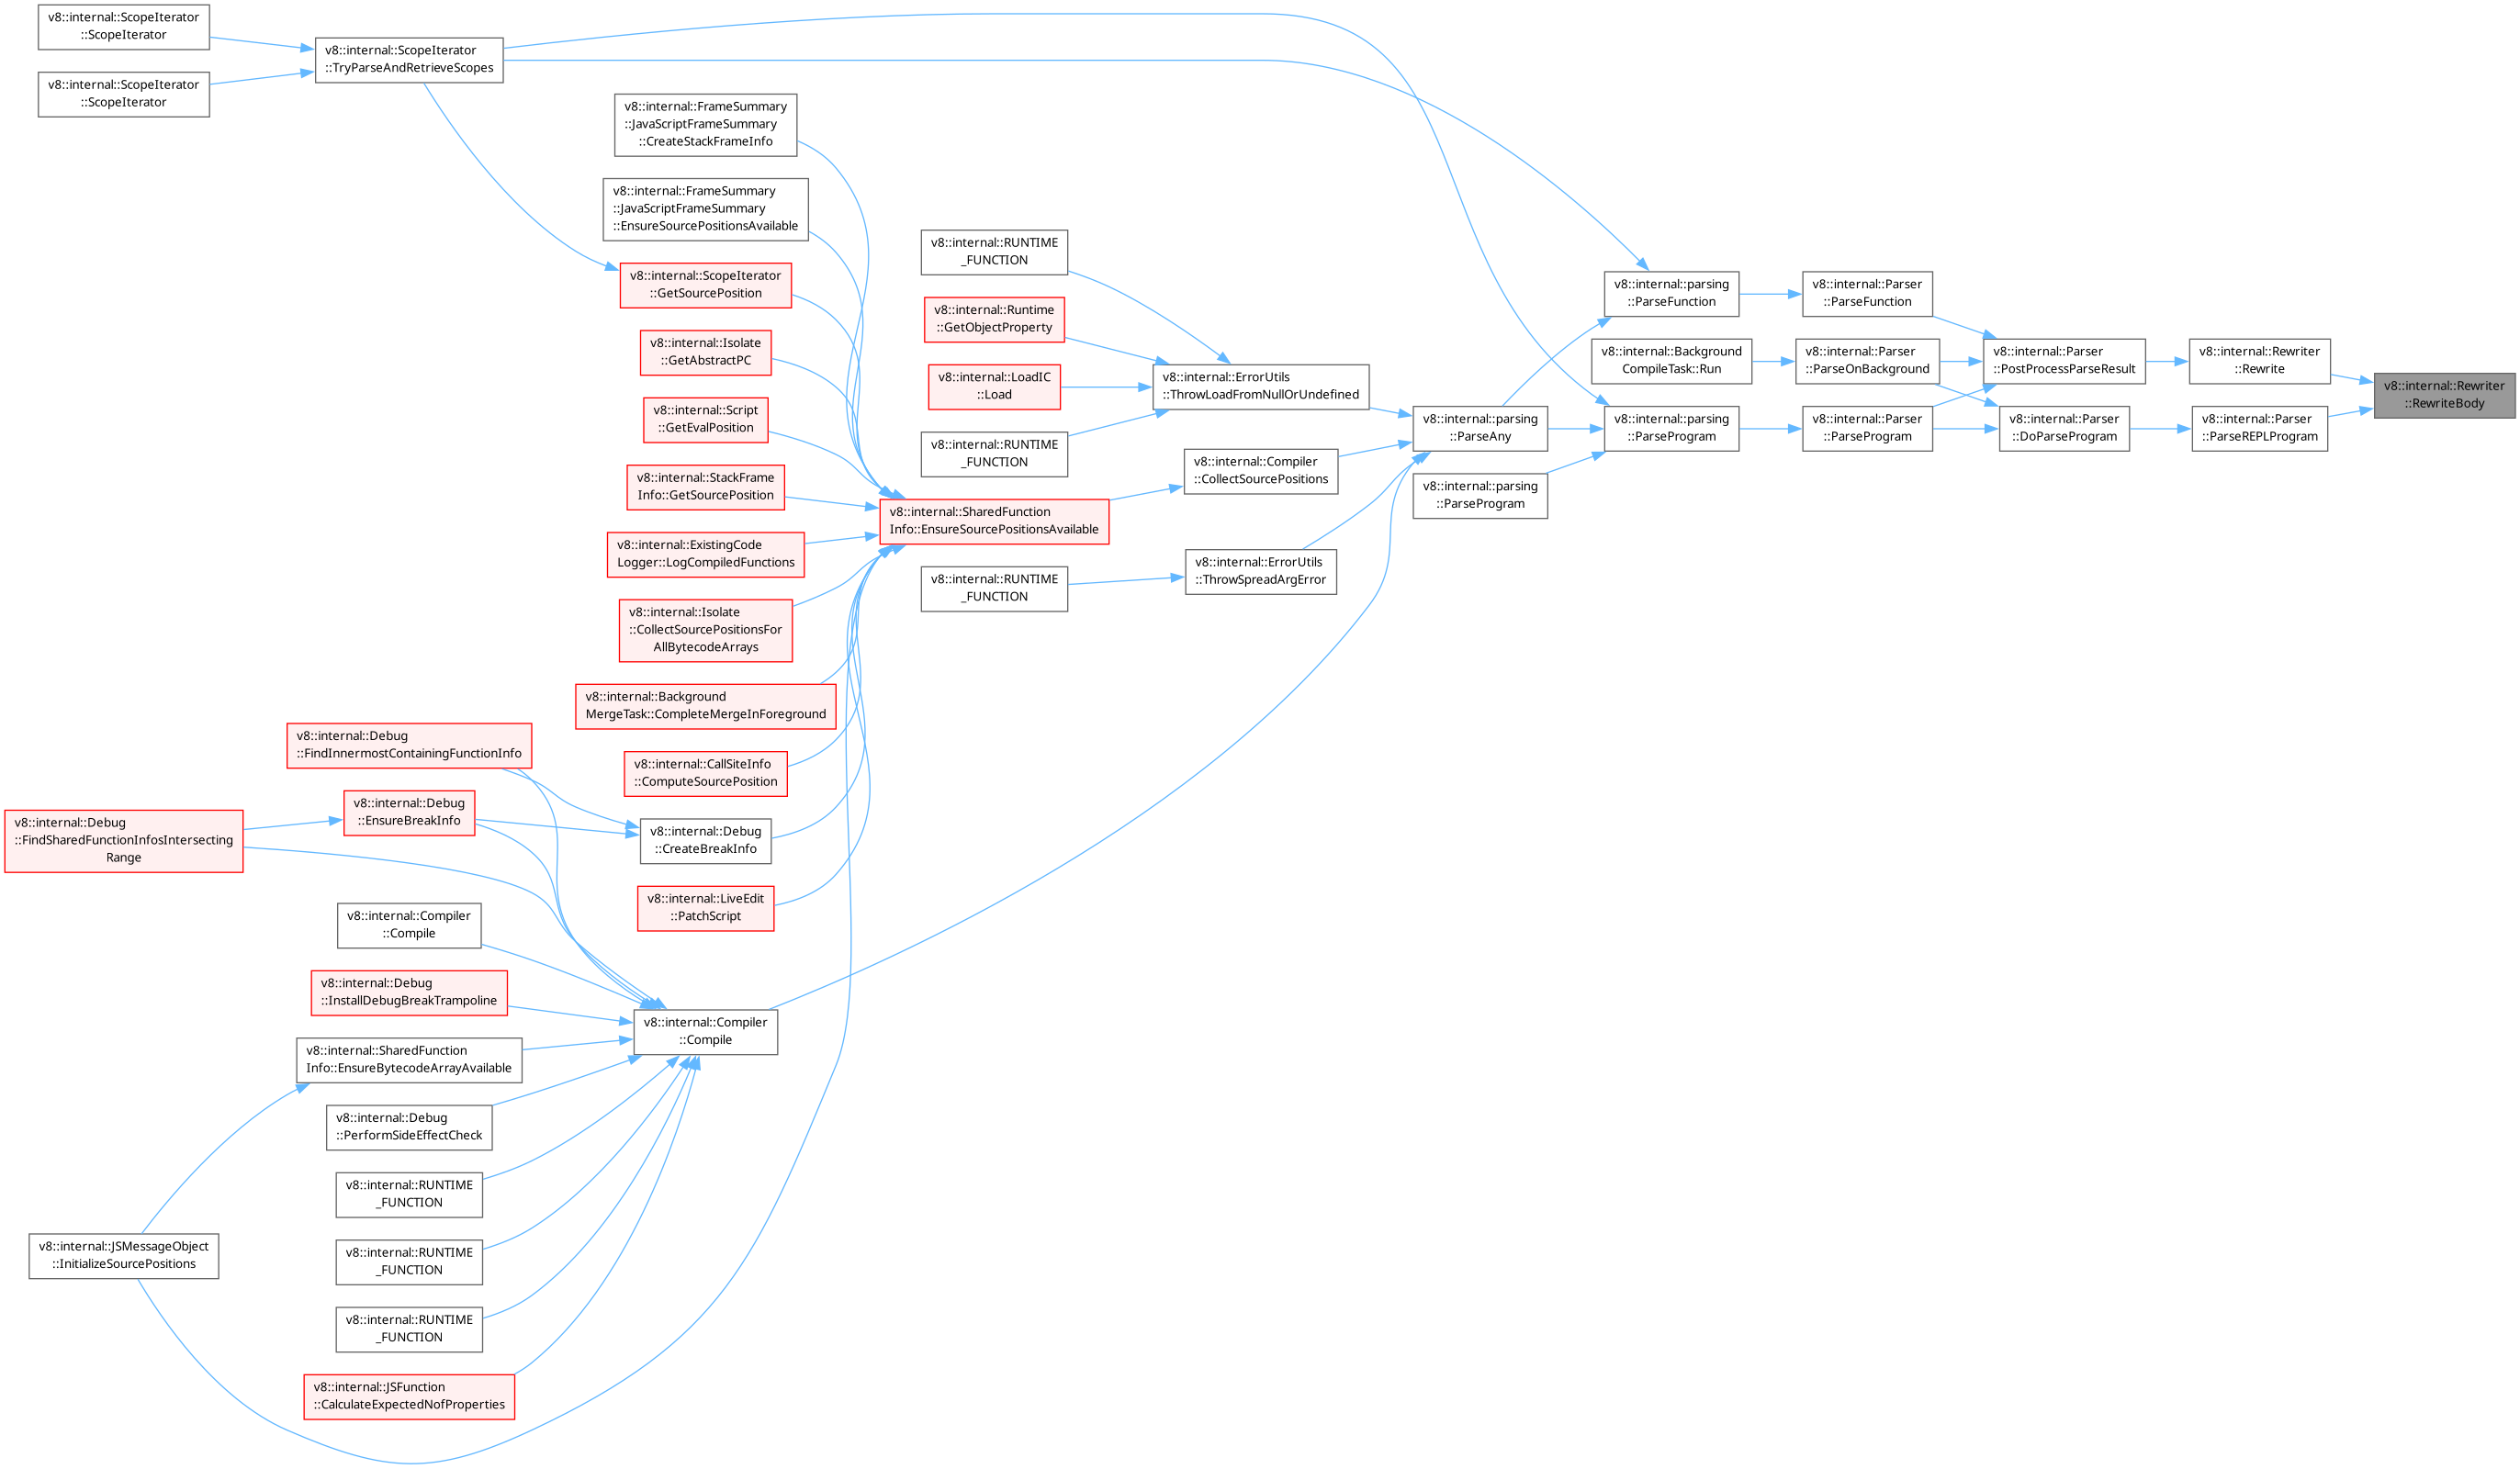 v8::internal::ScopeIterator
::ScopeIterator
v8::internal::ScopeIterator
::ScopeIterator
v8::internal::ScopeIterator
::TryParseAndRetrieveScopes
v8::internal::FrameSummary
::JavaScriptFrameSummary
::CreateStackFrameInfo
v8::internal::FrameSummary
::JavaScriptFrameSummary
::EnsureSourcePositionsAvailable
v8::internal::ScopeIterator
::GetSourcePosition
v8::internal::Isolate
::GetAbstractPC
v8::internal::Script
::GetEvalPosition
v8::internal::StackFrame
Info::GetSourcePosition
v8::internal::ExistingCode
Logger::LogCompiledFunctions
v8::internal::Isolate
::CollectSourcePositionsFor
AllBytecodeArrays
v8::internal::Background
MergeTask::CompleteMergeInForeground
v8::internal::CallSiteInfo
::ComputeSourcePosition
v8::internal::Debug
::CreateBreakInfo
v8::internal::LiveEdit
::PatchScript
v8::internal::Debug
::FindInnermostContainingFunctionInfo
v8::internal::Debug
::EnsureBreakInfo
v8::internal::Debug
::FindSharedFunctionInfosIntersecting
Range
v8::internal::Compiler
::Compile
v8::internal::Debug
::InstallDebugBreakTrampoline
v8::internal::SharedFunction
Info::EnsureBytecodeArrayAvailable
v8::internal::Debug
::PerformSideEffectCheck
v8::internal::RUNTIME
_FUNCTION
v8::internal::RUNTIME
_FUNCTION
v8::internal::RUNTIME
_FUNCTION
v8::internal::JSFunction
::CalculateExpectedNofProperties
v8::internal::JSMessageObject
::InitializeSourcePositions
v8::internal::Compiler
::Compile
v8::internal::RUNTIME
_FUNCTION
v8::internal::Runtime
::GetObjectProperty
v8::internal::LoadIC
::Load
v8::internal::RUNTIME
_FUNCTION
v8::internal::SharedFunction
Info::EnsureSourcePositionsAvailable
v8::internal::RUNTIME
_FUNCTION
v8::internal::ErrorUtils
::ThrowLoadFromNullOrUndefined
v8::internal::Compiler
::CollectSourcePositions
v8::internal::ErrorUtils
::ThrowSpreadArgError
v8::internal::parsing
::ParseAny
v8::internal::parsing
::ParseProgram
v8::internal::parsing
::ParseFunction
v8::internal::Background
CompileTask::Run
v8::internal::parsing
::ParseProgram
v8::internal::Parser
::ParseFunction
v8::internal::Parser
::ParseOnBackground
v8::internal::Parser
::ParseProgram
v8::internal::Parser
::PostProcessParseResult
v8::internal::Parser
::DoParseProgram
v8::internal::Rewriter
::Rewrite
v8::internal::Parser
::ParseREPLProgram
v8::internal::Rewriter
::RewriteBody